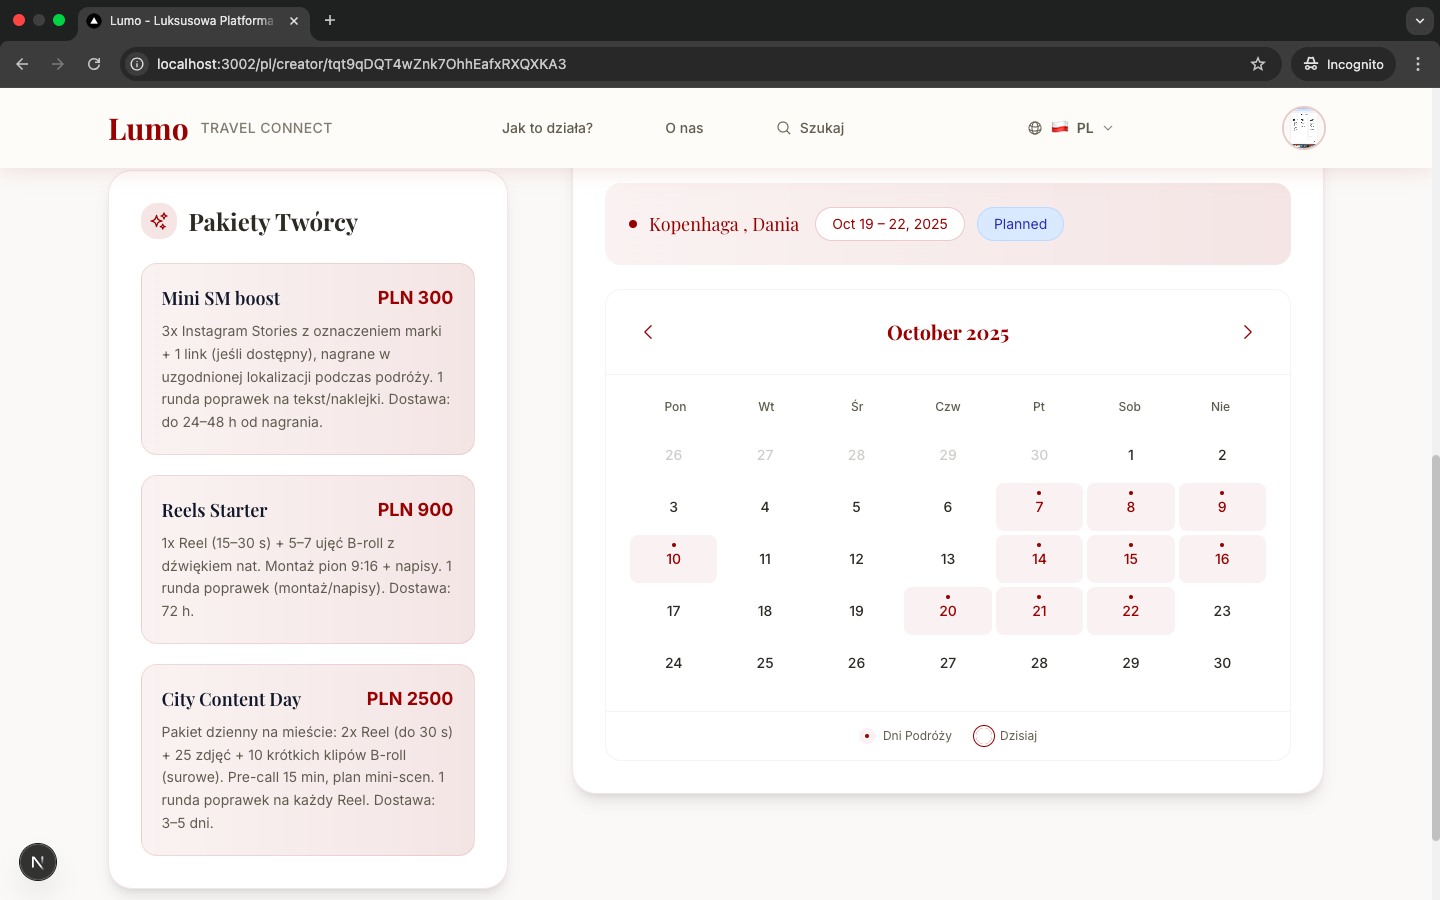 Lumo - Luksusowa Platforma
localhost:3002/pl/creator/tqt9qDQT4wZnk7OhhEafxRXQXKA3
Incognito
Lumo TRAVEL CONNECT
Jak to działa?
O nas
Szukaj
PL
Pakiety Twórcy
Mini SM boost PLN 300
3x Instagram Stories z oznaczeniem marki
+ 1 link (jeśli dostępny), nagrane w
uzgodnionej lokalizacji podczas podróży. 1
runda poprawek na tekst/naklejki. Dostawa:
do 24–48 h od nagrania.
Reels Starter PLN 900
1x Reel (15–30 s) + 5–7 ujęć B-roll z
dźwiękiem nat. Montaż pion 9:16 + napisy. 1
runda poprawek (montaż/napisy). Dostawa:
72 h.
City Content Day PLN 2500
Pakiet dzienny na mieście: 2x Reel (do 30 s)
+ 25 zdjęć + 10 krótkich klipów B-roll
(surowe). Pre-call 15 min, plan mini-scen. 1
runda poprawek na każdy Reel. Dostawa:
3–5 dni.
Kopenhaga , Dania Oct 19 – 22, 2025 Planned
October 2025
Pon Wt Śr Czw Pt Sob Nie
26 27 28 29 30 1 2
3 4 5 6 7 8 9
10 11 12 13 14 15 16
17 18 19 20 21 22 23
24 25 26 27 28 29 30
Dni Podróży Dzisiaj
N